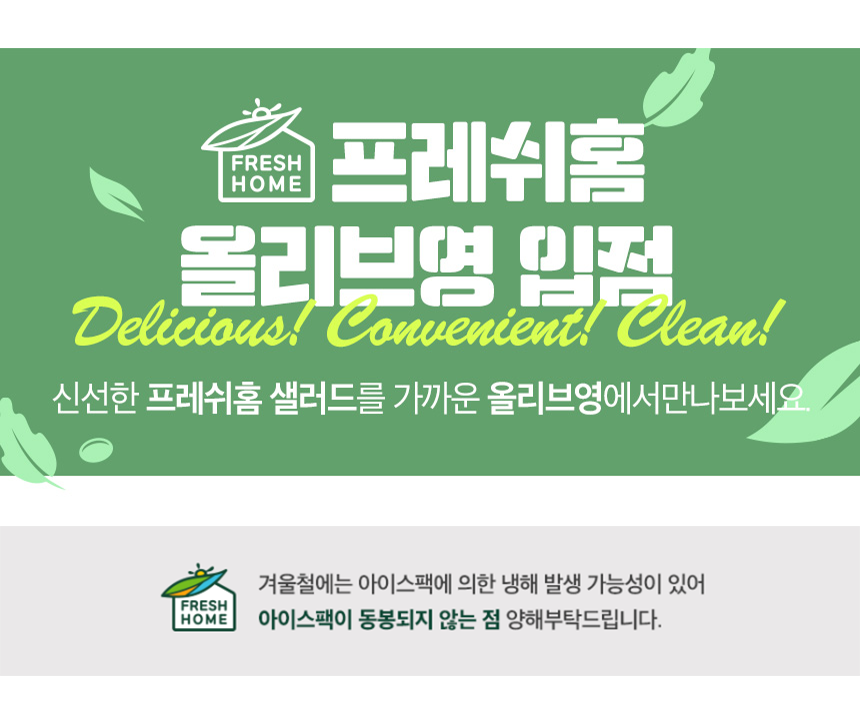 FRESH
HOME
프레쉬홈
올리브영 입점
Delicious! Convenient! Clean!
신선한 프레쉬홈 샐러드를 가까운 올리브영에서만나보세요.
FRESH
HOME
겨울철에는 아이스팩에 의한 냉해 발생 가능성이 있어
아이스팩이 동봉되지 않는 점 양해부탁드립니다.